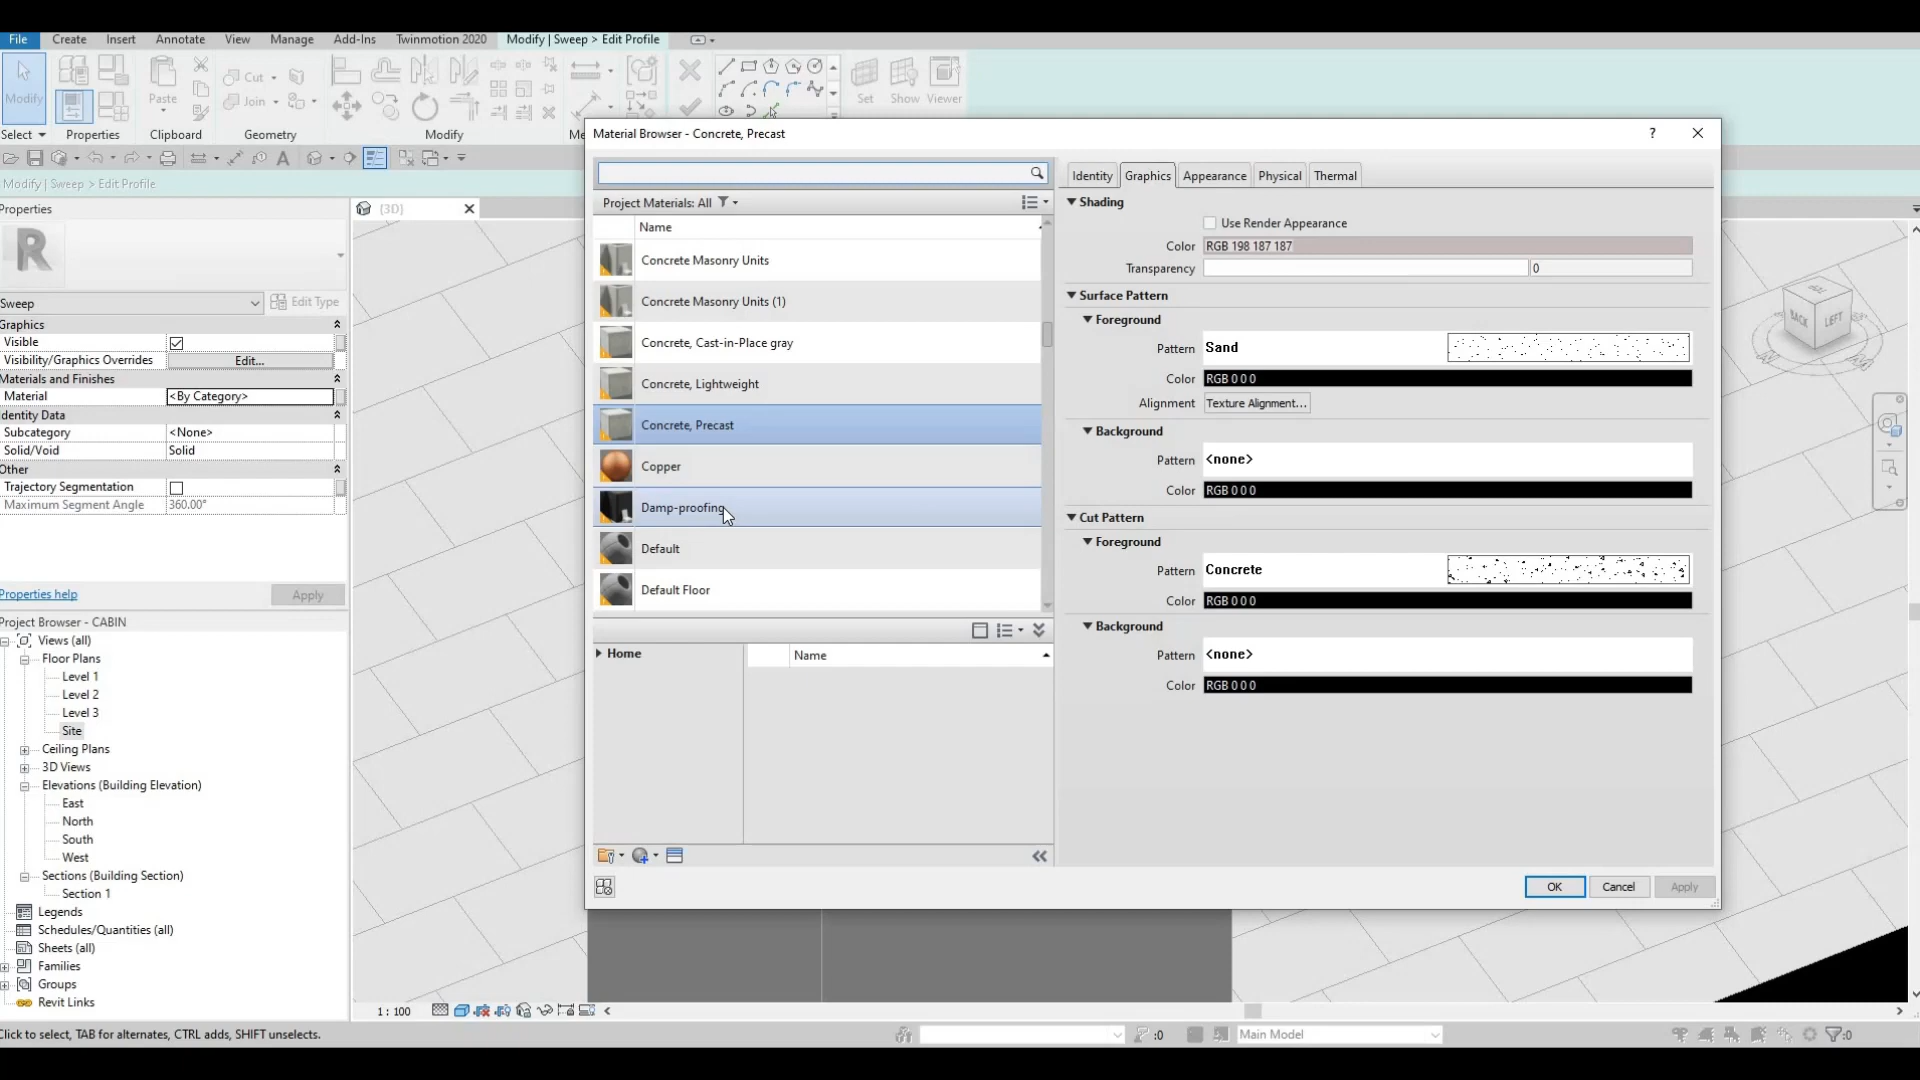 File Create Insert Annotate View Manage Add-Ins Twinmotion 2020 Modify | Sweep > Edit Profile
Modify Cut Join Paste Set Show Viewer
Select Properties Clipboard Geometry Modify
Modify | Sweep > Edit Profile
Properties
{3D}
Sweep Edit Type
Graphics
Visible
Visibility/Graphics Overrides Edit...
Materials and Finishes
Material <By Category>
dentity Data
Subcategory <None>
Solid/Void Solid
Other
Trajectory Segmentation
Maximum Segment Angle 360.00°
Properties help Apply
Project Browser - CABIN
Views (all)
Floor Plans
Level 1
Level 2
Level 3
Site
Ceiling Plans
3D Views
Elevations (Building Elevation)
East
North
South
West
Sections (Building Section)
Section 1
Legends
Schedules/Quantities (all)
Sheets (all)
Families
Groups
Revit Links
Material Browser - Concrete, Precast ?
Project Materials: All
Name
Concrete Masonry Units
Concrete Masonry Units (1)
Concrete, Cast-in-Place gray
Concrete, Lightweight
Concrete, Precast
Copper
Damp-proofing
Default
Default Floor
Home Name
Identity Graphics Appearance Physical Thermal
Shading
Use Render Appearance
Color RGB 198 187 187
Transparency 0
Surface Pattern
Foreground
Pattern Sand
Color RGB 0 0 0
Alignment Texture Alignment...
Background
Pattern <none>
Color RGB 0 0 0
Cut Pattern
Foreground
Pattern Concrete
Color RGB 0 0 0
Background
Pattern <none>
Color RGB 0 0 0
OK Cancel Apply
BACK LEFT
1 : 100
Click to select, TAB for alternates, CTRL adds, SHIFT unselects. :0 Main Model :0